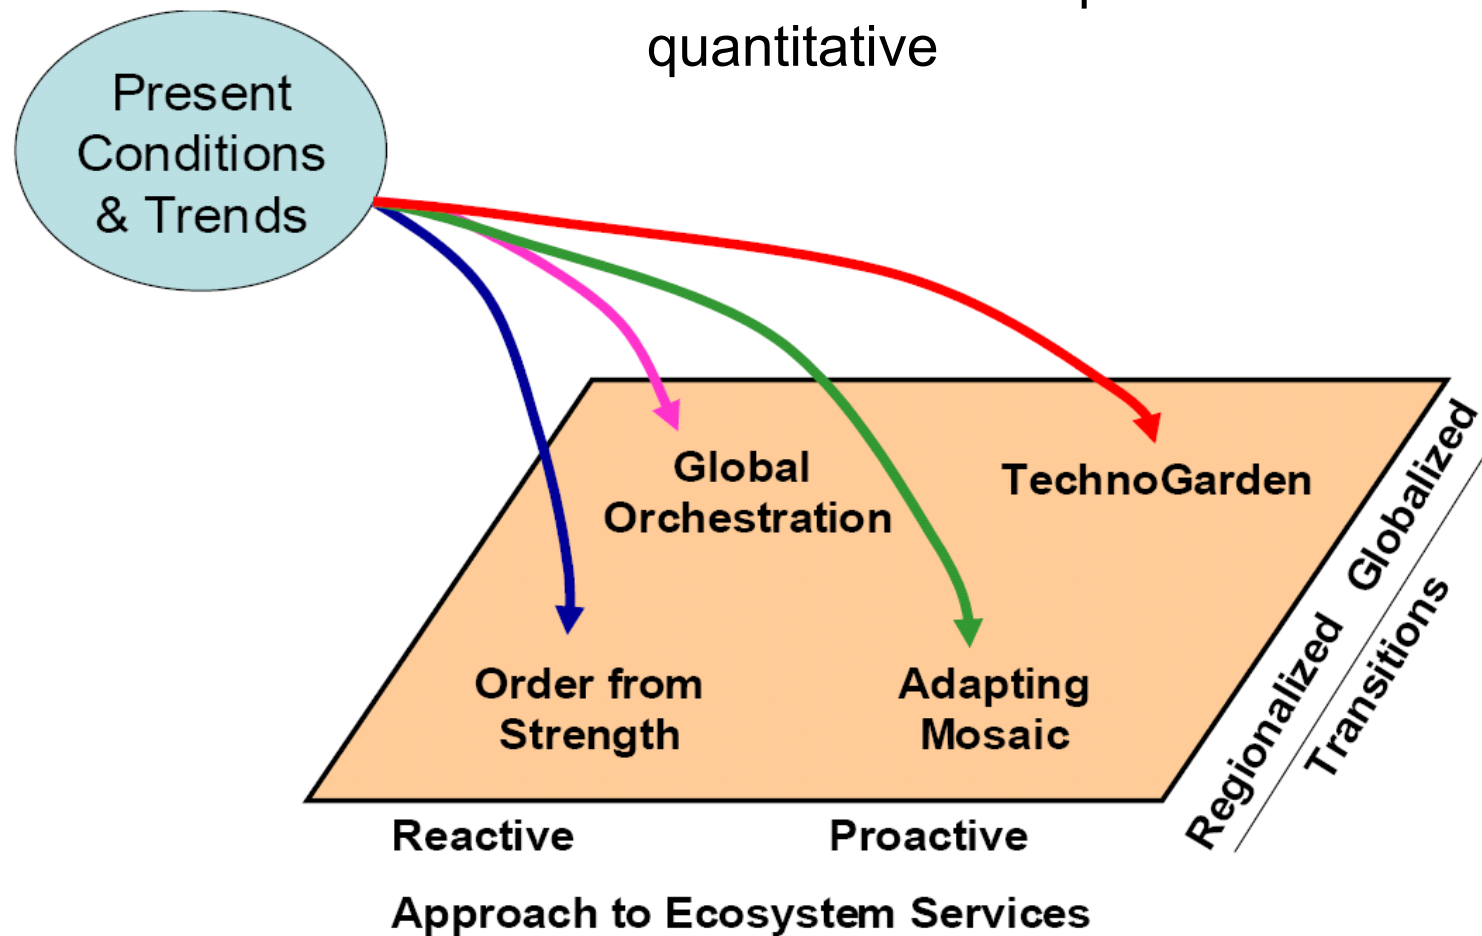 quantitative
Present
Conditions
& Trends
Global
Orchestration
TechnoGarden
Order from
Strength
Adapting
Mosaic
Regionalized Globalized
Transitions
Reactive Proactive
Approach to Ecosystem Services